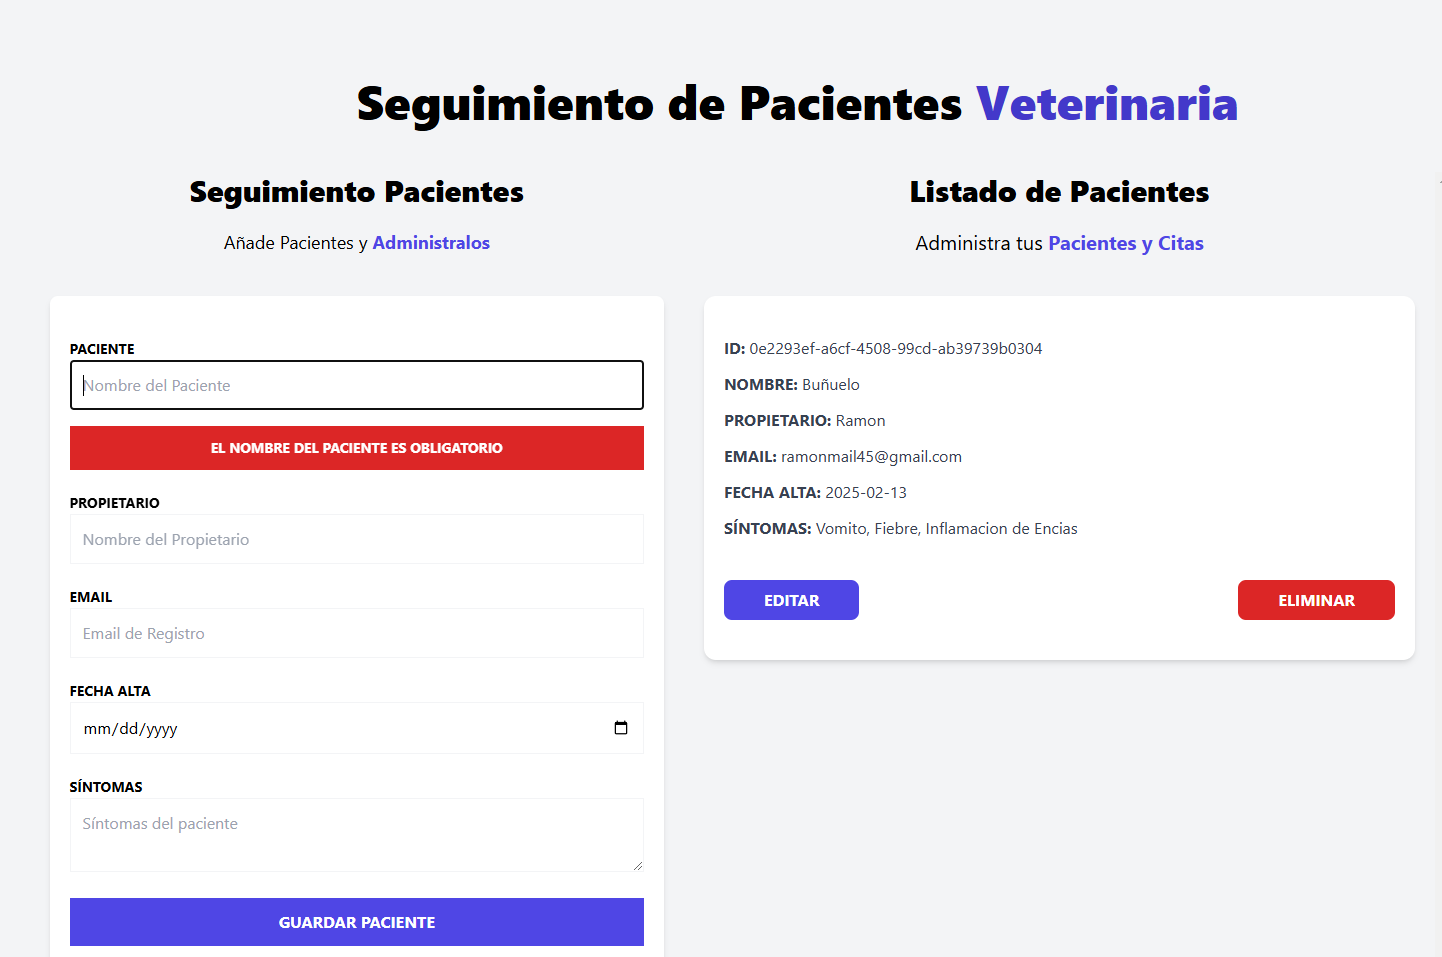 Seguimiento de Pacientes Veterinaria
Seguimiento Pacientes
Añade Pacientes y Administralos
PACIENTE
Nombre del Paciente
EL NOMBRE DEL PACIENTE ES OBLIGATORIO
PROPIETARIO
Nombre del Propietario
EMAIL
Email de Registro
FECHA ALTA
mm/dd/yyyy
SÍNTOMAS
Síntomas del paciente
GUARDAR PACIENTE
Listado de Pacientes
Administra tus Pacientes y Citas
ID: 0e2293ef-a6cf-4508-99cd-ab39739b0304
NOMBRE: Buñuelo
PROPIETARIO: Ramon
EMAIL: ramonmail45@gmail.com
FECHA ALTA: 2025-02-13
SÍNTOMAS: Vomito, Fiebre, Inflamacion de Encias
EDITAR
ELIMINAR